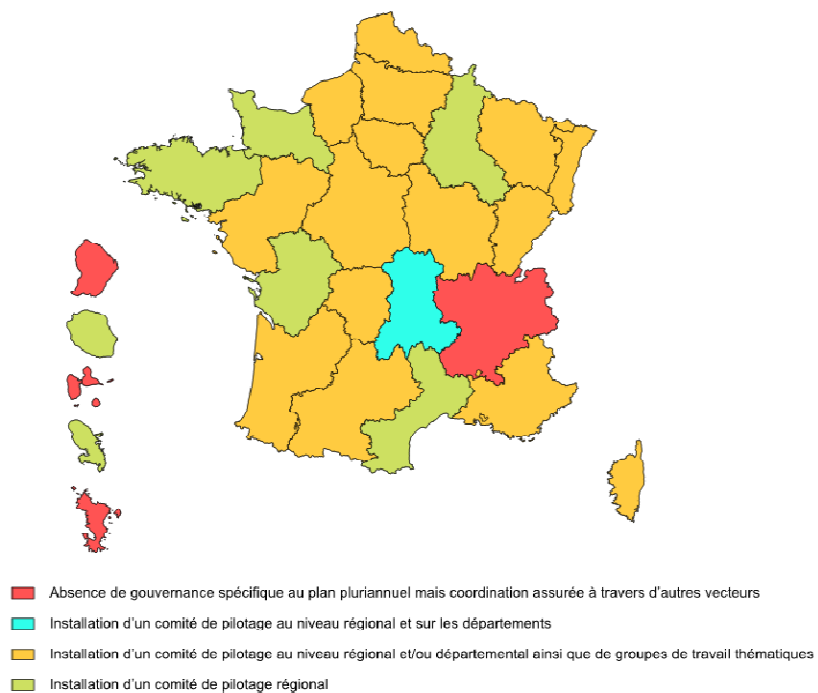 Absence de gouvernance spécifique au plan pluriannuel mais coordination assurée à travers d'autres vecteurs
Installation d'un comité de pilotage au niveau régional et sur les départements
Installation d'un comité de pilotage au niveau régional et/ou départemental ainsi que de groupes de travail thématiques
Installation d'un comité de pilotage régional